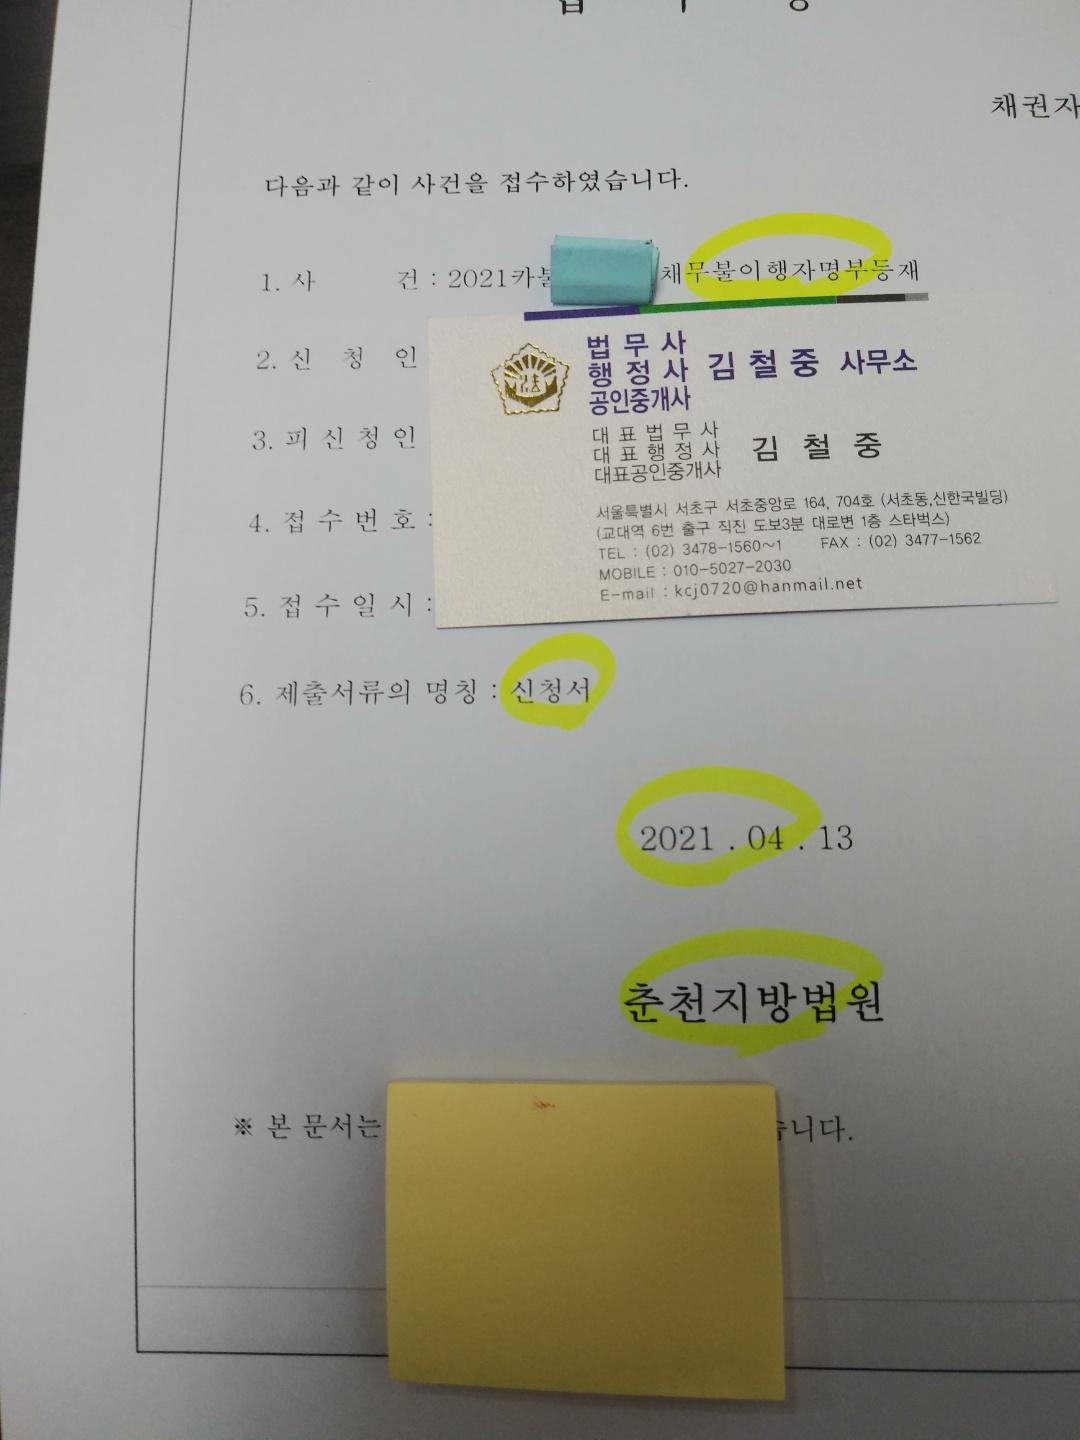 채권자
다음과 같이 사건을 접수하였습니다.
1. 사 건 : 2021카불 채무불이행자명부등재
2. 신 청 인
3. 피 신 청 인
4. 접 수 번 호 :
5. 접 수 일 시 :
법 무 사
행 정 사 김 철 중 사무소
공인중개사
대 표 법 무 사
대 표 행 정 사 김 철 중
대표공인중개사
서울특별시 서초구 서초중앙로 164, 704호 (서초동,신한국빌딩)
(교대역 6번 출구 직진 도보3분 대로변 1층 스타벅스)
TEL : (02) 3478-1560~1 FAX : (02) 3477-1562
MOBILE : 010-5027-2030
E-mail : kcj0720@hanmail.net
6. 제출서류의 명칭 : 신청서
2021 . 04 . 13
춘천지방법원
※ 본 문서는 습니다.